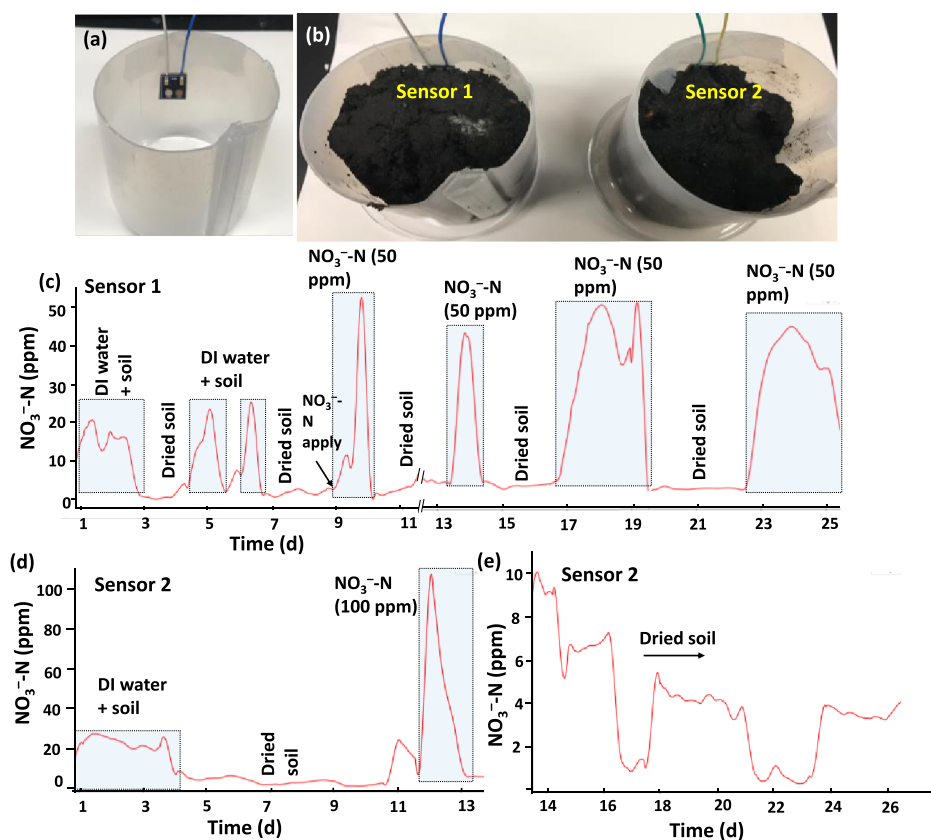 (a)
(b)
Sensor 1
Sensor 2
(c)
Sensor 1
NO₃⁻-N (50
ppm)
NO₃⁻-N
(50 ppm)
NO₃⁻-N (50
ppm)
NO₃⁻-N (50
ppm)
DI water
+ soil
Dried soil
DI water
+ soil
Dried soil
NO₃⁻-
N
apply
Dried soil
Dried soil
Dried soil
NO₃⁻-N (ppm)
50
40
30
20
10
0
1 3 5 7 9 11 13 15 17 19 21 23 25
Time (d)
(d)
Sensor 2
NO₃⁻-N
(100 ppm)
DI water
+ soil
Dried
soil
NO₃⁻-N (ppm)
100
80
60
40
20
0
1 3 5 7 9 11 13
Time (d)
(e)
Sensor 2
Dried soil
NO₃⁻-N (ppm)
10
8
6
4
2
14 16 18 20 22 24 26
Time (d)